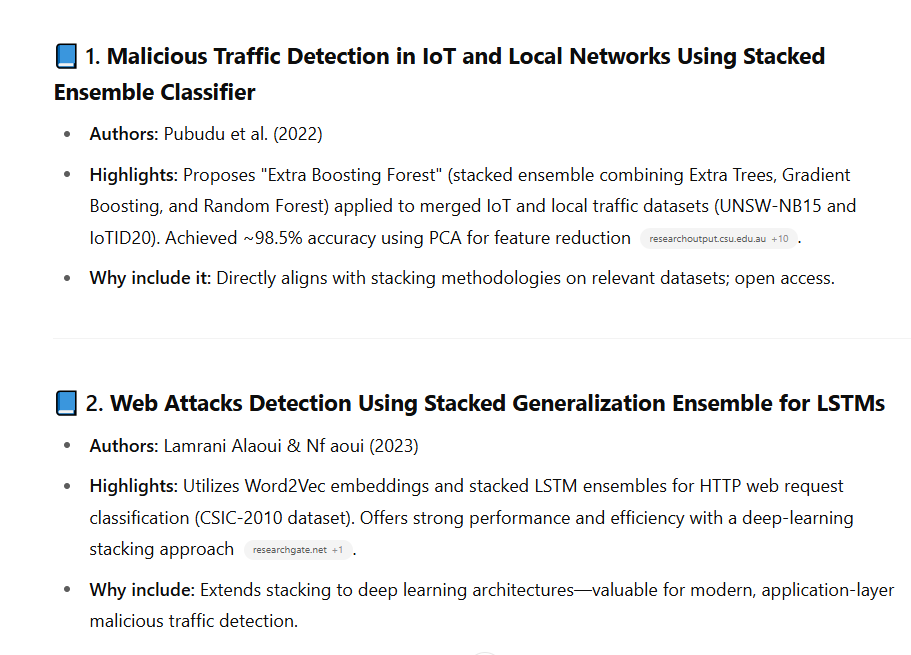 1. Malicious Traffic Detection in IoT and Local Networks Using Stacked
Ensemble Classifier
• Authors: Pubudu et al. (2022)
• Highlights: Proposes "Extra Boosting Forest" (stacked ensemble combining Extra Trees, Gradient
Boosting, and Random Forest) applied to merged IoT and local traffic datasets (UNSW-NB15 and
IoTID20). Achieved ~98.5% accuracy using PCA for feature reduction researchoutput.csu.edu.au +10 .
• Why include it: Directly aligns with stacking methodologies on relevant datasets; open access.
2. Web Attacks Detection Using Stacked Generalization Ensemble for LSTMs
• Authors: Lamrani Alaoui & Nf aoui (2023)
• Highlights: Utilizes Word2Vec embeddings and stacked LSTM ensembles for HTTP web request
classification (CSIC-2010 dataset). Offers strong performance and efficiency with a deep-learning
stacking approach researchgate.net +1 .
• Why include: Extends stacking to deep learning architectures—valuable for modern, application-layer
malicious traffic detection.